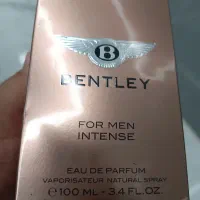 B
BENTLEY
FOR MEN
INTENSE
EAU DE PARFUM
VAPORISATEUR NATURAL SPRAY
℮ 100 ML - 3.4 FL.OZ.